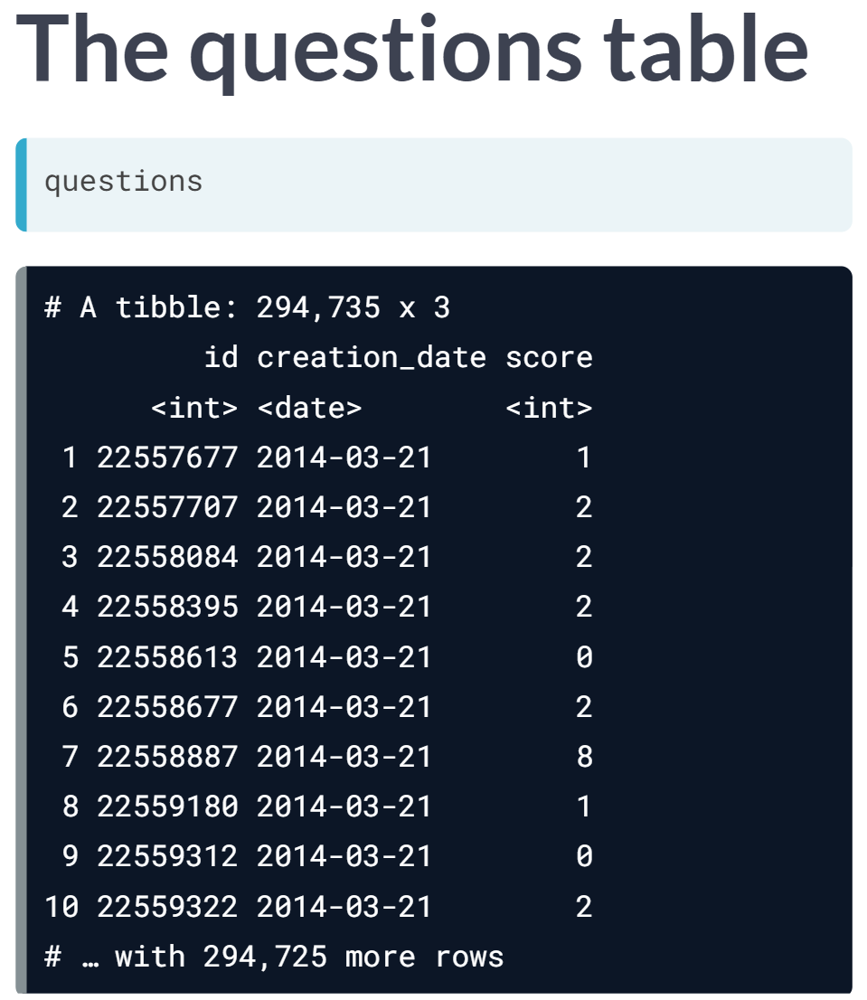 The questions table
questions
# A tibble: 294,735 x 3
id creation_date score
<int> <date> <int>
1 22557677 2014-03-21 1
2 22557707 2014-03-21 2
3 22558084 2014-03-21 2
4 22558395 2014-03-21 2
5 22558613 2014-03-21 0
6 22558677 2014-03-21 2
7 22558887 2014-03-21 8
8 22559180 2014-03-21 1
9 22559312 2014-03-21 0
10 22559322 2014-03-21 2
# … with 294,725 more rows